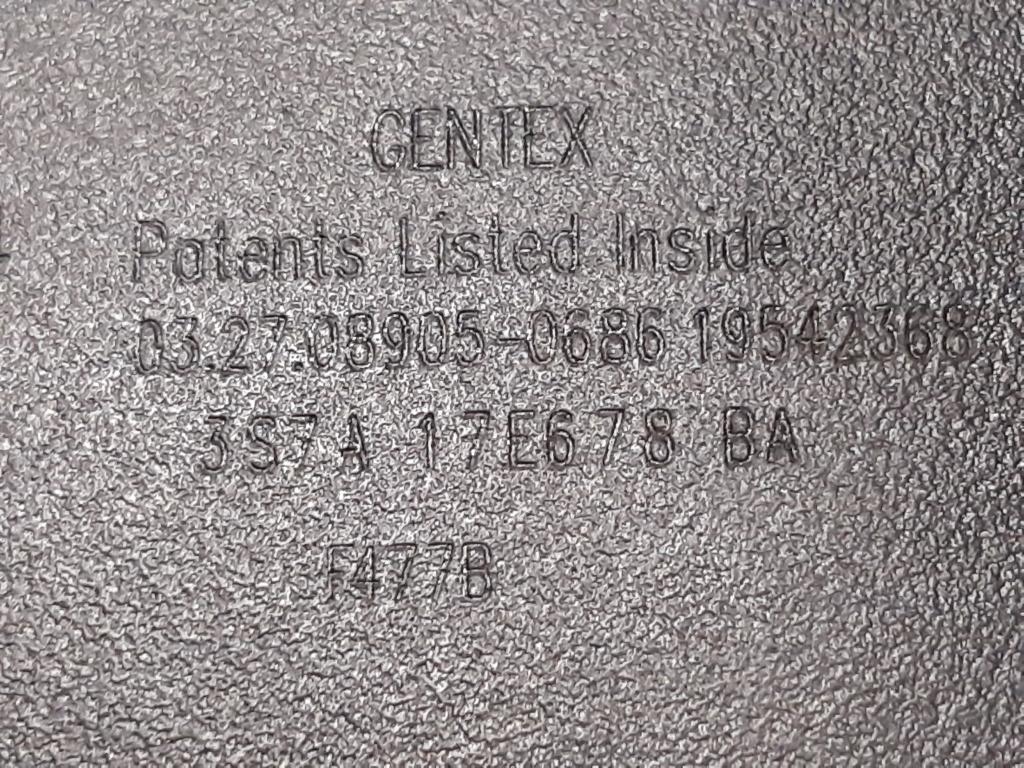 GENTEX
Patents Listed Inside
03.27.08905-0686 19542368
3S7A 17E678 BA
F477B